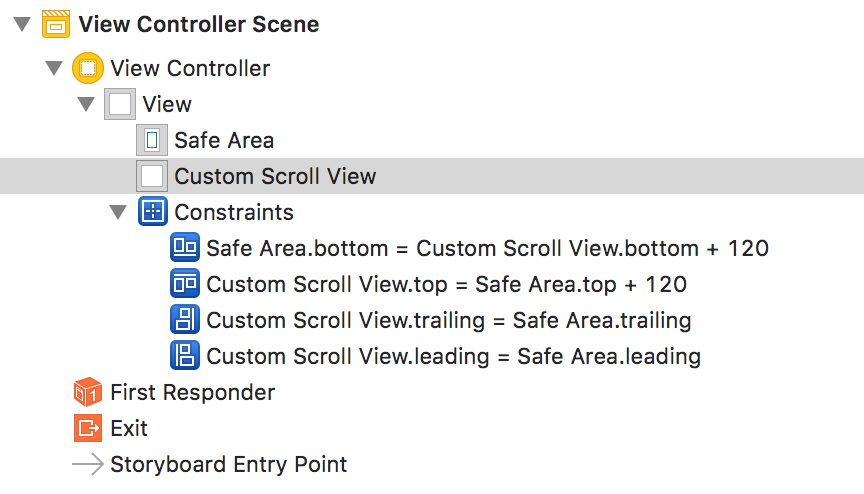 View Controller Scene
View Controller
View
Safe Area
Custom Scroll View
Constraints
Safe Area.bottom = Custom Scroll View.bottom + 120
Custom Scroll View.top = Safe Area.top + 120
Custom Scroll View.trailing = Safe Area.trailing
Custom Scroll View.leading = Safe Area.leading
First Responder
Exit
Storyboard Entry Point